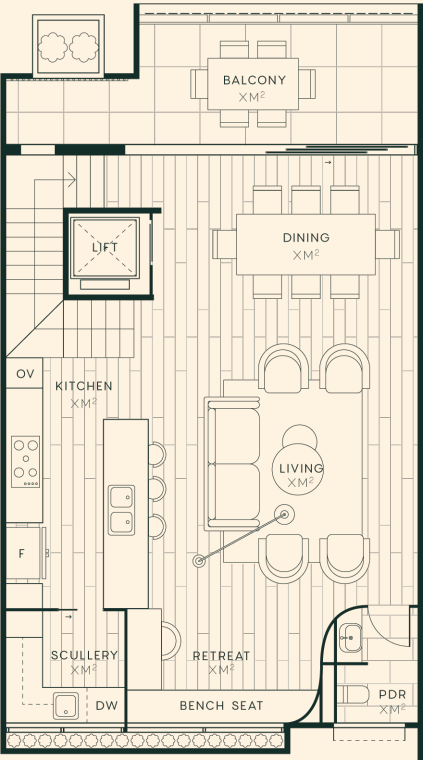 BALCONY
XM²
DINING
XM²
LIFT
OV
KITCHEN
XM²
LIVING
XM²
F
SCULLERY
XM²
RETREAT
XM²
DW
BENCH SEAT
PDR
XM²